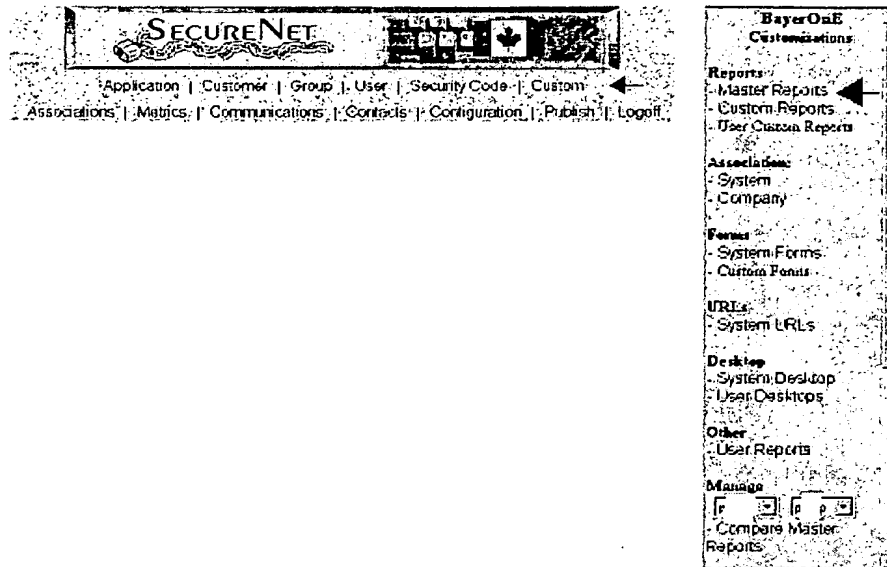 SECURENET
Application | Customer | Group | User | Security Code | Custom
Associations | Metrics | Communications | Contacts | Configuration | Publish | Logoff
BayerOnE
Customizations
Reports
- Master Reports
- Custom Reports
- User Custom Reports
Association:
- System
- Company
Forms
- System Forms
- Custom Forms
URLs
- System URLs
Desktop
- System Desktop
- User Desktops
Other
- User Reports
Manage
- Compare Master
Reports